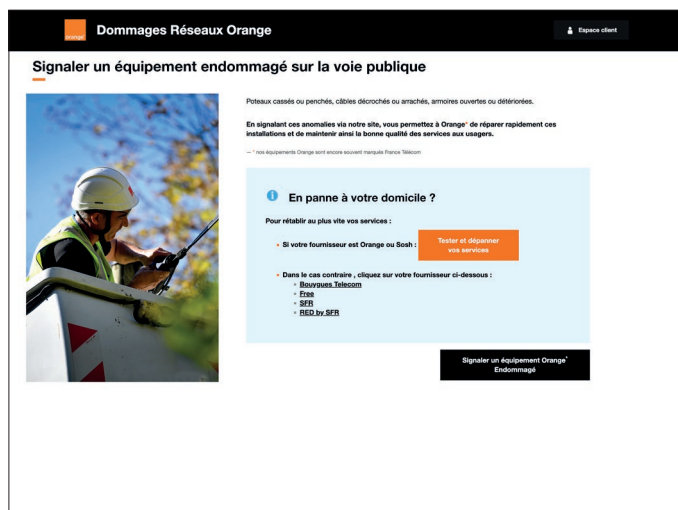 orange
Dommages Réseaux Orange
Espace client
Signaler un équipement endommagé sur la voie publique
Poteaux cassés ou penchés, câbles décrochés ou arrachés, armoires ouvertes ou détériorées.
En signalant ces anomalies via notre site, vous permettez à Orange* de réparer rapidement ces
installations et de maintenir ainsi la bonne qualité des services aux usagers.
— * nos équipements Orange sont encore souvent marqués France Télécom
En panne à votre domicile ?
Pour rétablir au plus vite vos services :
Si votre fournisseur est Orange ou Sosh :
Tester et dépanner
vos services
Dans le cas contraire , cliquez sur votre fournisseur ci-dessous :
Bouygues Telecom
Free
SFR
RED by SFR
Signaler un équipement Orange*
Endommagé